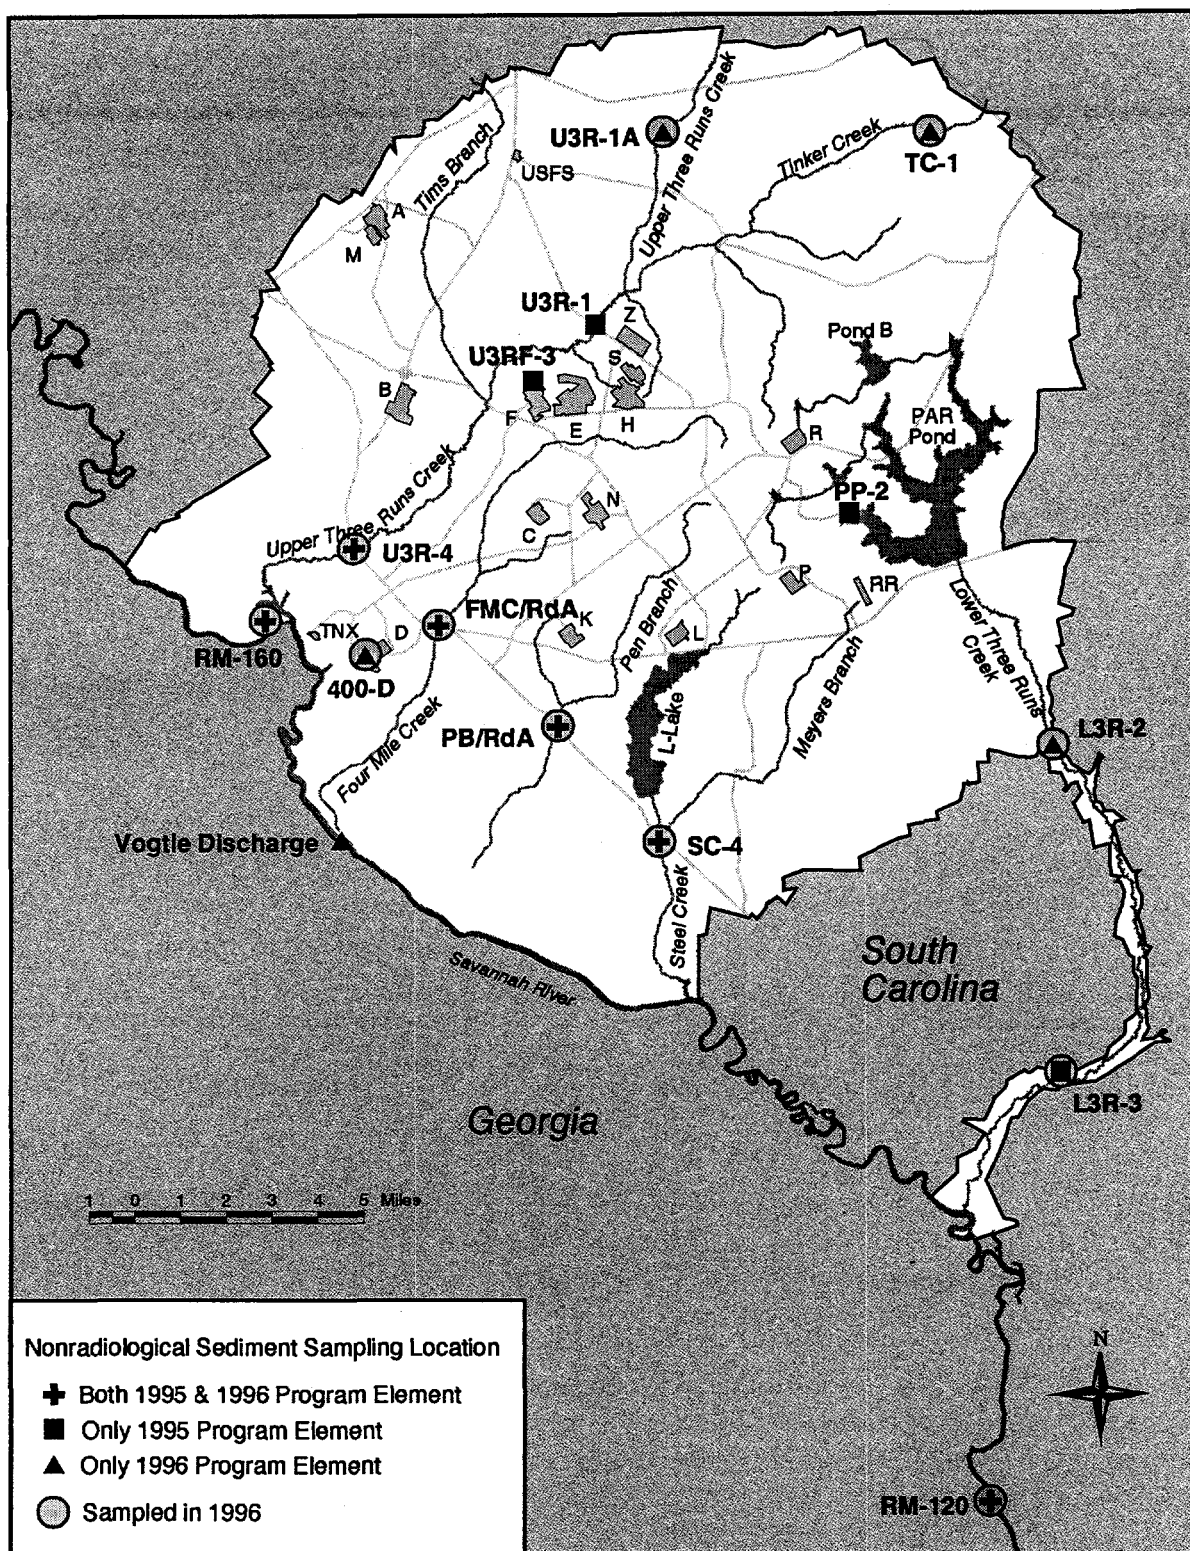 U3R-1A
Upper Three Runs Creek
Tinker Creek
TC-1
Tims Branch
USFS
A
M
U3R-1
Z
U3RF-3
S
Pond B
B
F
E
H
R
PAR
Pond
PP-2
Upper Three Runs Creek
U3R-4
C
N
P
RR
Lower Three Runs
Creek
RM-160
TNX
D
400-D
FMC/RdA
K
Pen Branch
L
L-Lake
Meyers Branch
L3R-2
PB/RdA
Four Mile Creek
Vogtle Discharge
SC-4
Steel Creek
Savannah River
South
Carolina
Georgia
L3R-3
1 0 1 2 3 4 5 Miles
N
RM-120
Nonradiological Sediment Sampling Location
Both 1995 & 1996 Program Element
Only 1995 Program Element
Only 1996 Program Element
Sampled in 1996